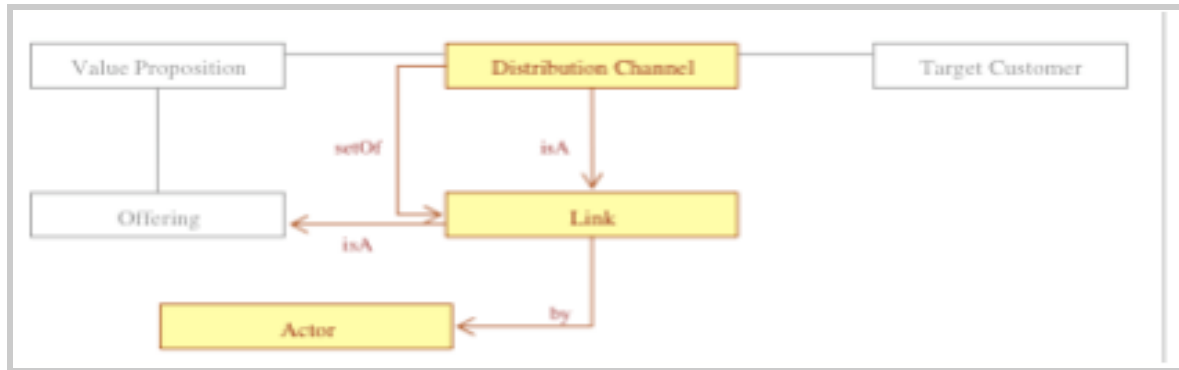 Value Proposition
Distribution Channel
Target Customer
setOf
isA
Offering
Link
isA
by
Actor